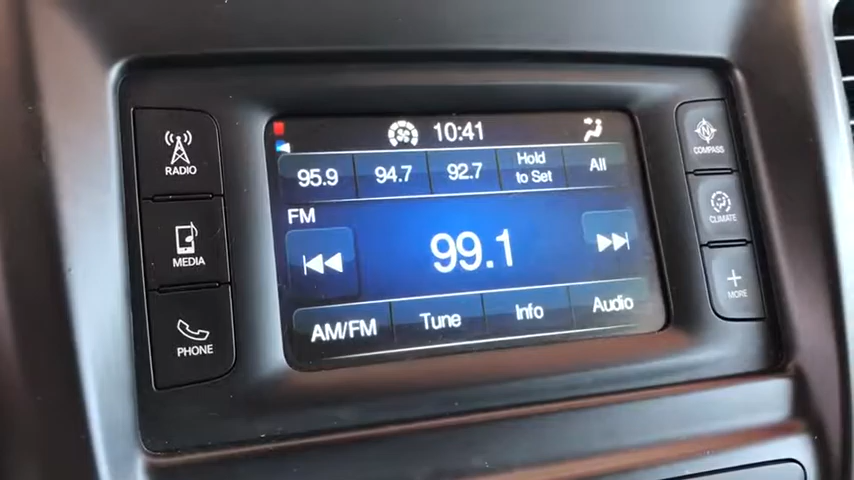 10:41
RADIO
95.9
94.7
92.7
Hold
to Set
All
COMPASS
FM
MEDIA
99.1
CLIMATE
PHONE
AM/FM
Tune
Info
Audio
MORE